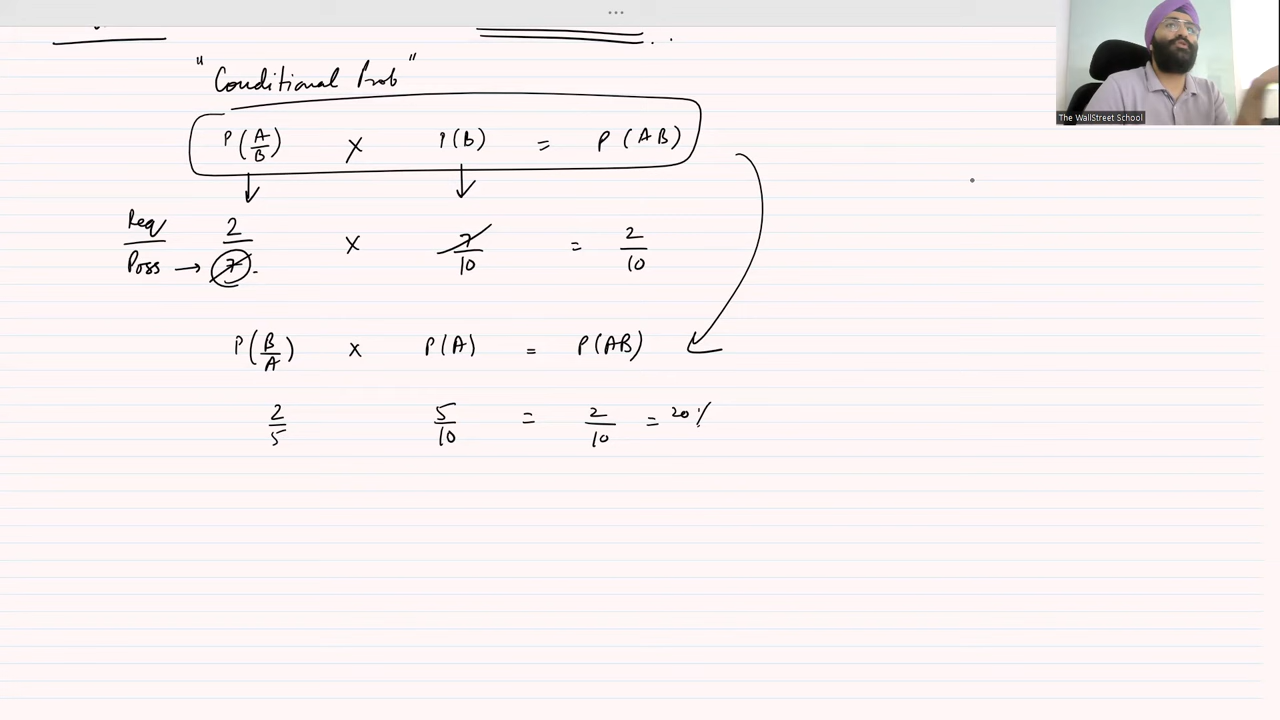 "Conditional Prob"
P(A/B) × P(B) = P(AB)
Req/Poss → 2/7 × 7/10 = 2/10
P(B/A) × P(A) = P(AB)
2/5 5/10 = 2/10 = 20%
The WallStreet School